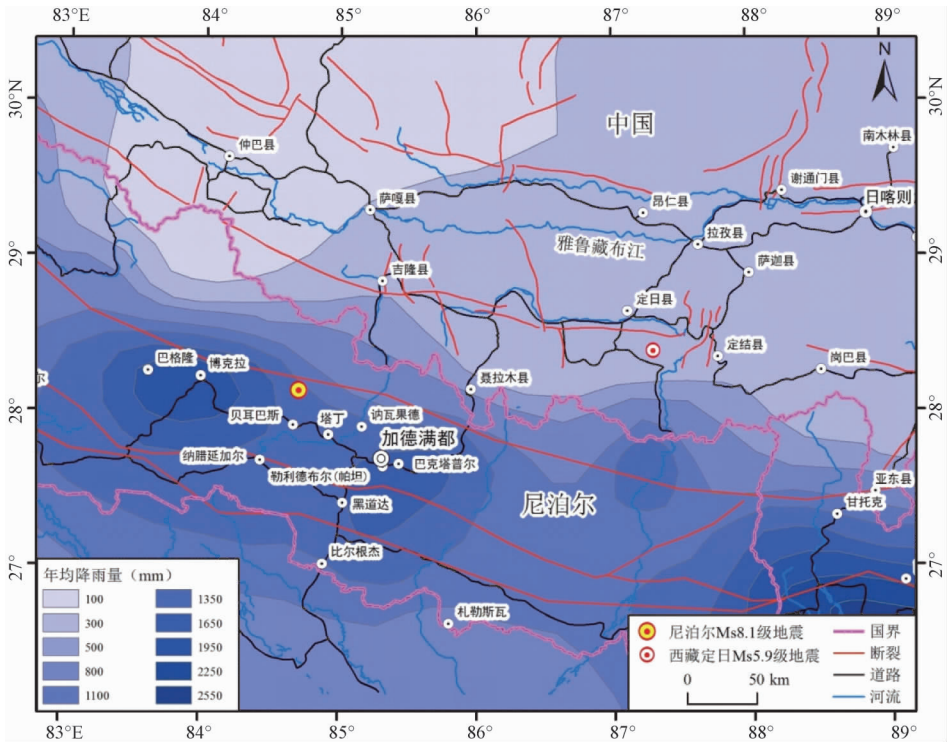 83°E 84° 85° 86° 87° 88° 89°
N
30°N 30°N
中国
南木林县
仲巴县
谢通门县
萨嘎县 昂仁县 日喀则
拉孜县
29° 雅鲁藏布江 29°
萨迦县
吉隆县
定日县
定结县
巴格隆 博克拉 岗巴县
尔 聂拉木县
28° 28°
贝耳巴斯 塔丁 讷瓦果德
加德满都
纳腊延加尔 巴克塔普尔
勒利德布尔(帕坦) 亚东县
黑道达 尼泊尔 甘托克
比尔根杰
27° 27°
札勒斯瓦
年均降雨量（mm）
100 1350
300 1650
500 1950
800 2250
1100 2550
尼泊尔Ms8.1级地震 国界
西藏定日Ms5.9级地震 断裂
0 50 km 道路
河流
83°E 84° 85° 86° 87° 88° 89°